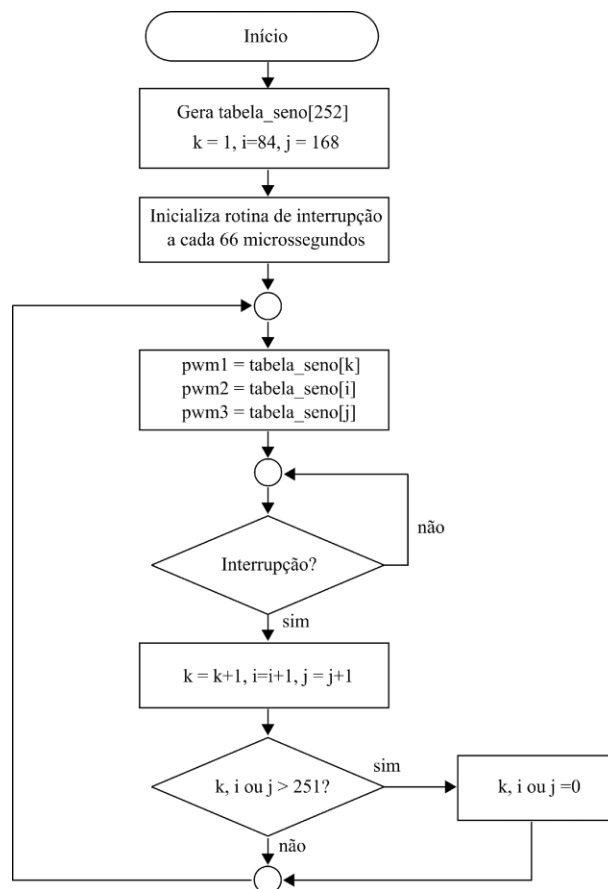 Início
Gera tabela_seno[252]
k = 1, i=84, j = 168
Inicializa rotina de interrupção
a cada 66 microssegundos
pwm1 = tabela_seno[k]
pwm2 = tabela_seno[i]
pwm3 = tabela_seno[j]
não
Interrupção?
sim
k = k+1, i=i+1, j = j+1
k, i ou j > 251?
sim
k, i ou j =0
não